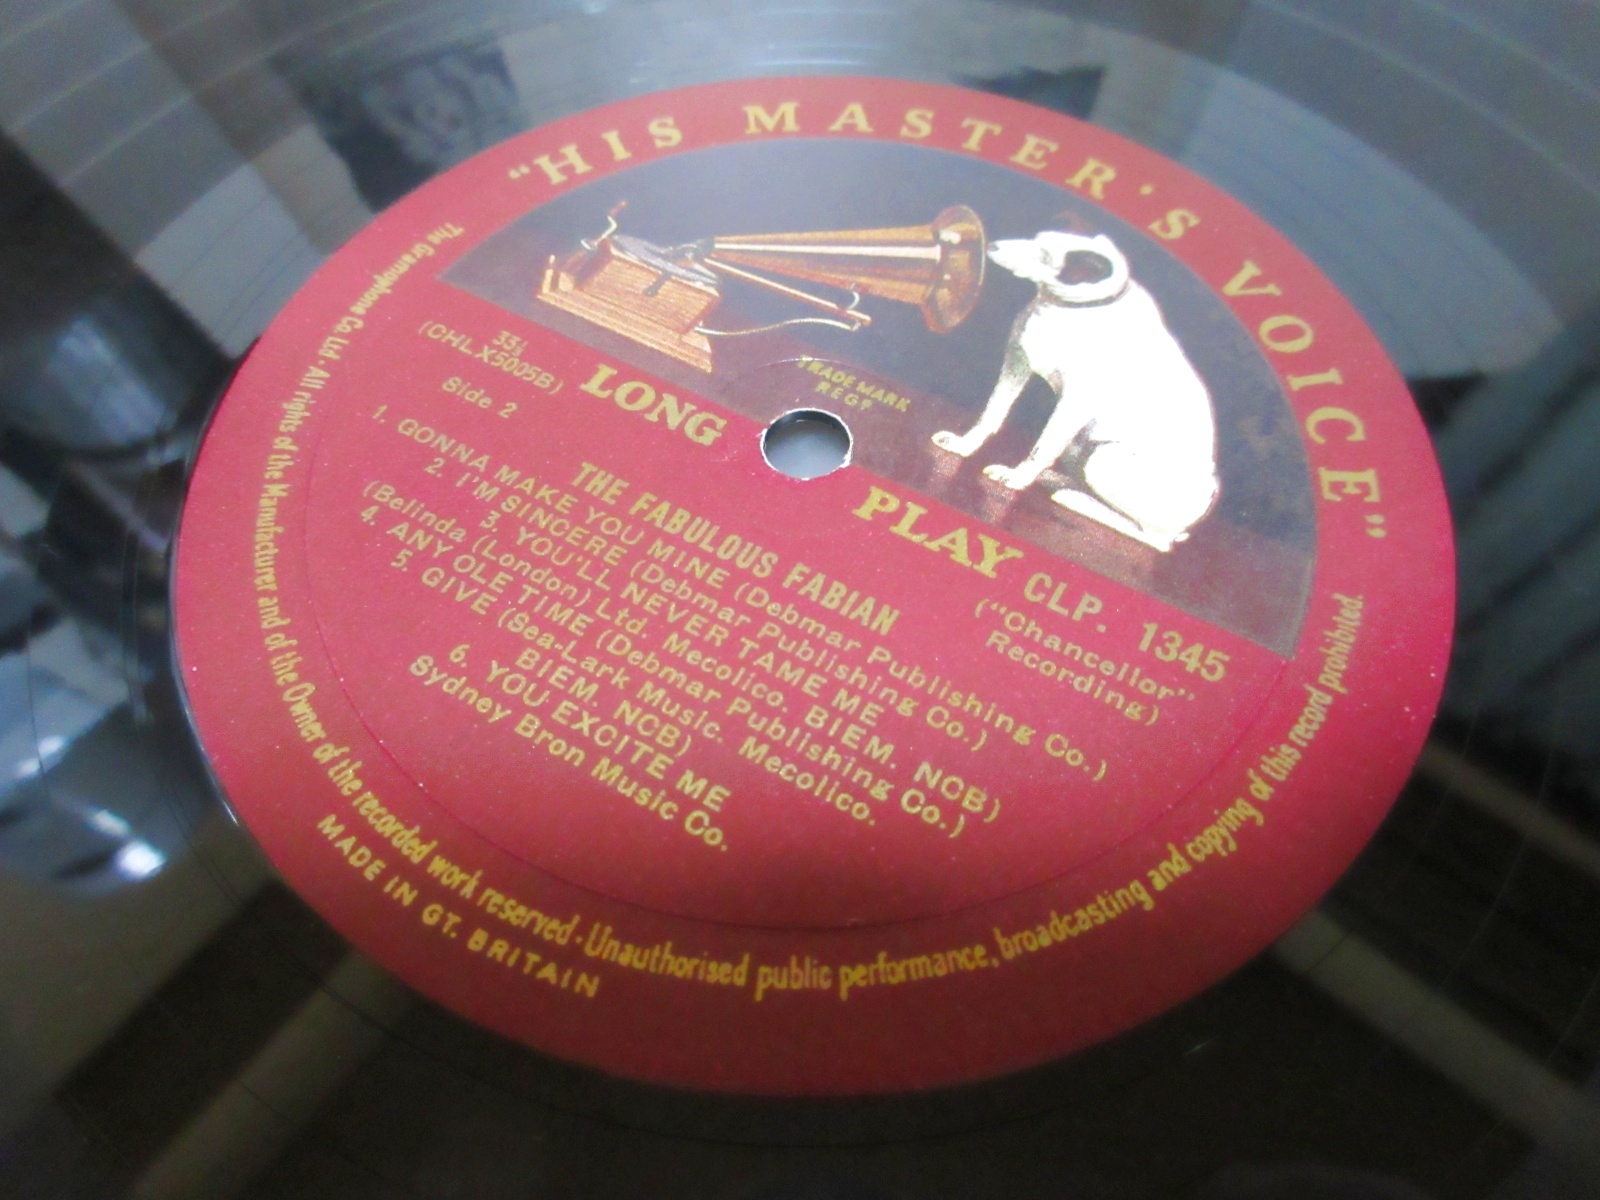 "HIS MASTER'S VOICE"
TRADE MARK
REGD
33⅓
(CHLX5005B)
LONG PLAY
CLP. 1345
Side 2
("Chancellor"
Recording)
THE FABULOUS FABIAN
1. GONNA MAKE YOU MINE (Debmar Publishing Co.)
2. I'M SINCERE (Debmar Publishing Co.)
3. YOU'LL NEVER TAME ME
(Belinda (London) Ltd. Mecolico. BIEM. NCB)
4. ANY OLE TIME (Debmar Publishing Co.)
5. GIVE (Sea-Lark Music. Mecolico.
BIEM. NCB)
6. YOU EXCITE ME
Sydney Bron Music Co.
The Gramophone Co. Ltd · All rights of the Manufacturer and of the Owner of the recorded work reserved · Unauthorised public performance, broadcasting and copying of this record prohibited.
MADE IN GT. BRITAIN